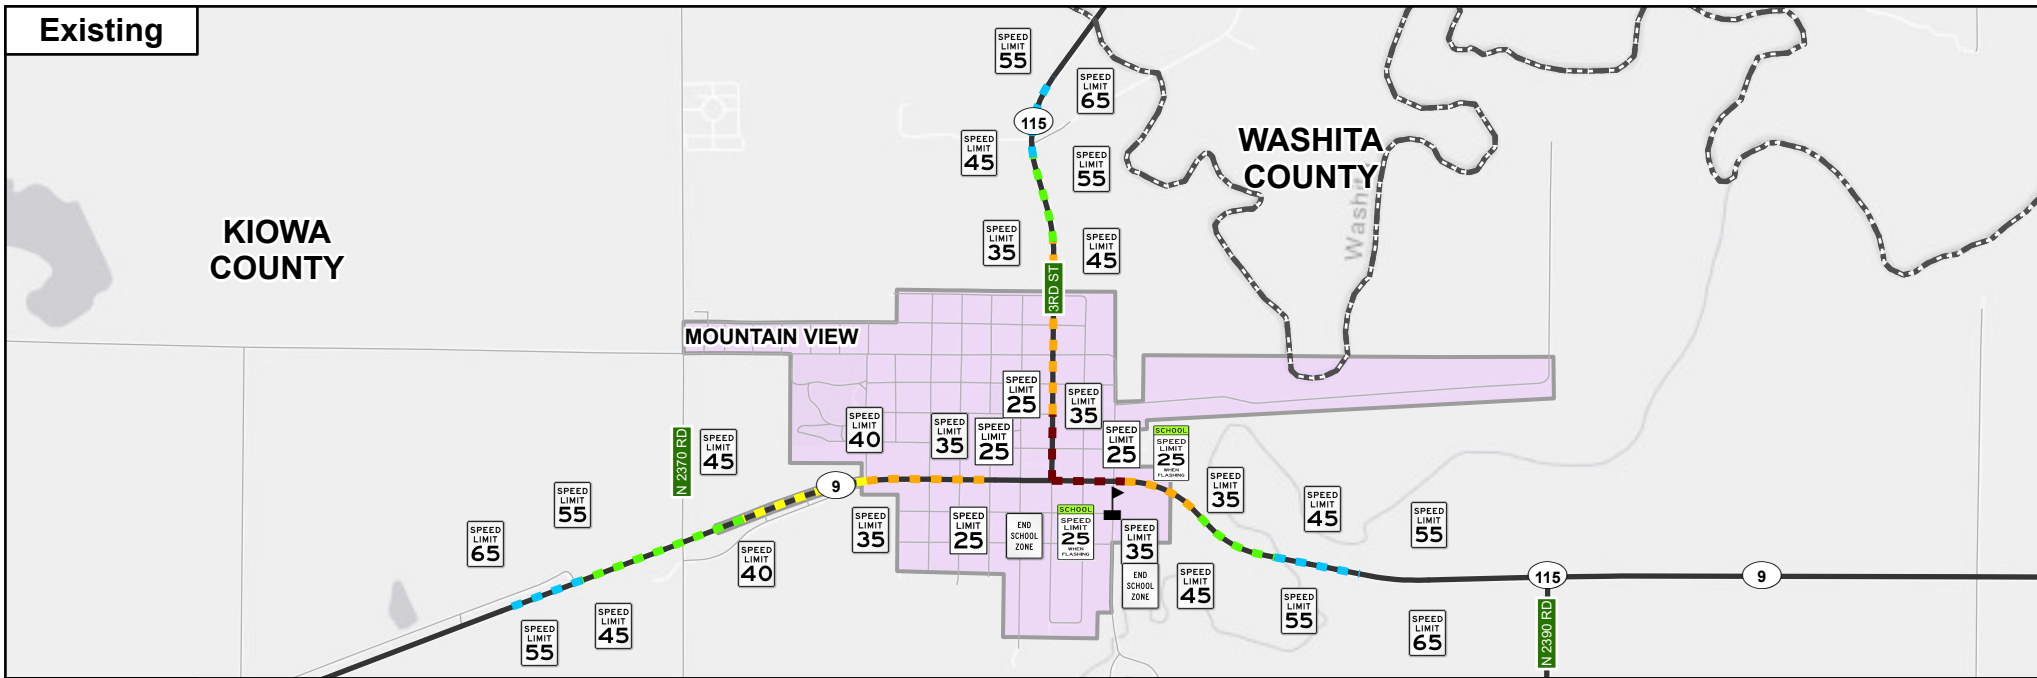 Existing
SPEED
LIMIT
55
SPEED
LIMIT
65
115
SPEED
LIMIT
45
SPEED
LIMIT
55
WASHITA
COUNTY
Washit
KIOWA
COUNTY
SPEED
LIMIT
35
SPEED
LIMIT
45
3RD ST
MOUNTAIN VIEW
SPEED
LIMIT
25
SPEED
LIMIT
35
SPEED
LIMIT
40
SPEED
LIMIT
35
SPEED
LIMIT
25
SPEED
LIMIT
25
SCHOOL
SPEED
LIMIT
25
WHEN
FLASHING
N 2370 RD
SPEED
LIMIT
45
9
SPEED
LIMIT
35
SPEED
LIMIT
45
SPEED
LIMIT
55
SPEED
LIMIT
55
SPEED
LIMIT
65
SPEED
LIMIT
35
SPEED
LIMIT
25
END
SCHOOL
ZONE
SCHOOL
SPEED
LIMIT
25
WHEN
FLASHING
SPEED
LIMIT
35
SPEED
LIMIT
40
END
SCHOOL
ZONE
SPEED
LIMIT
45
115
9
SPEED
LIMIT
55
SPEED
LIMIT
45
SPEED
LIMIT
55
SPEED
LIMIT
65
N 2390 RD